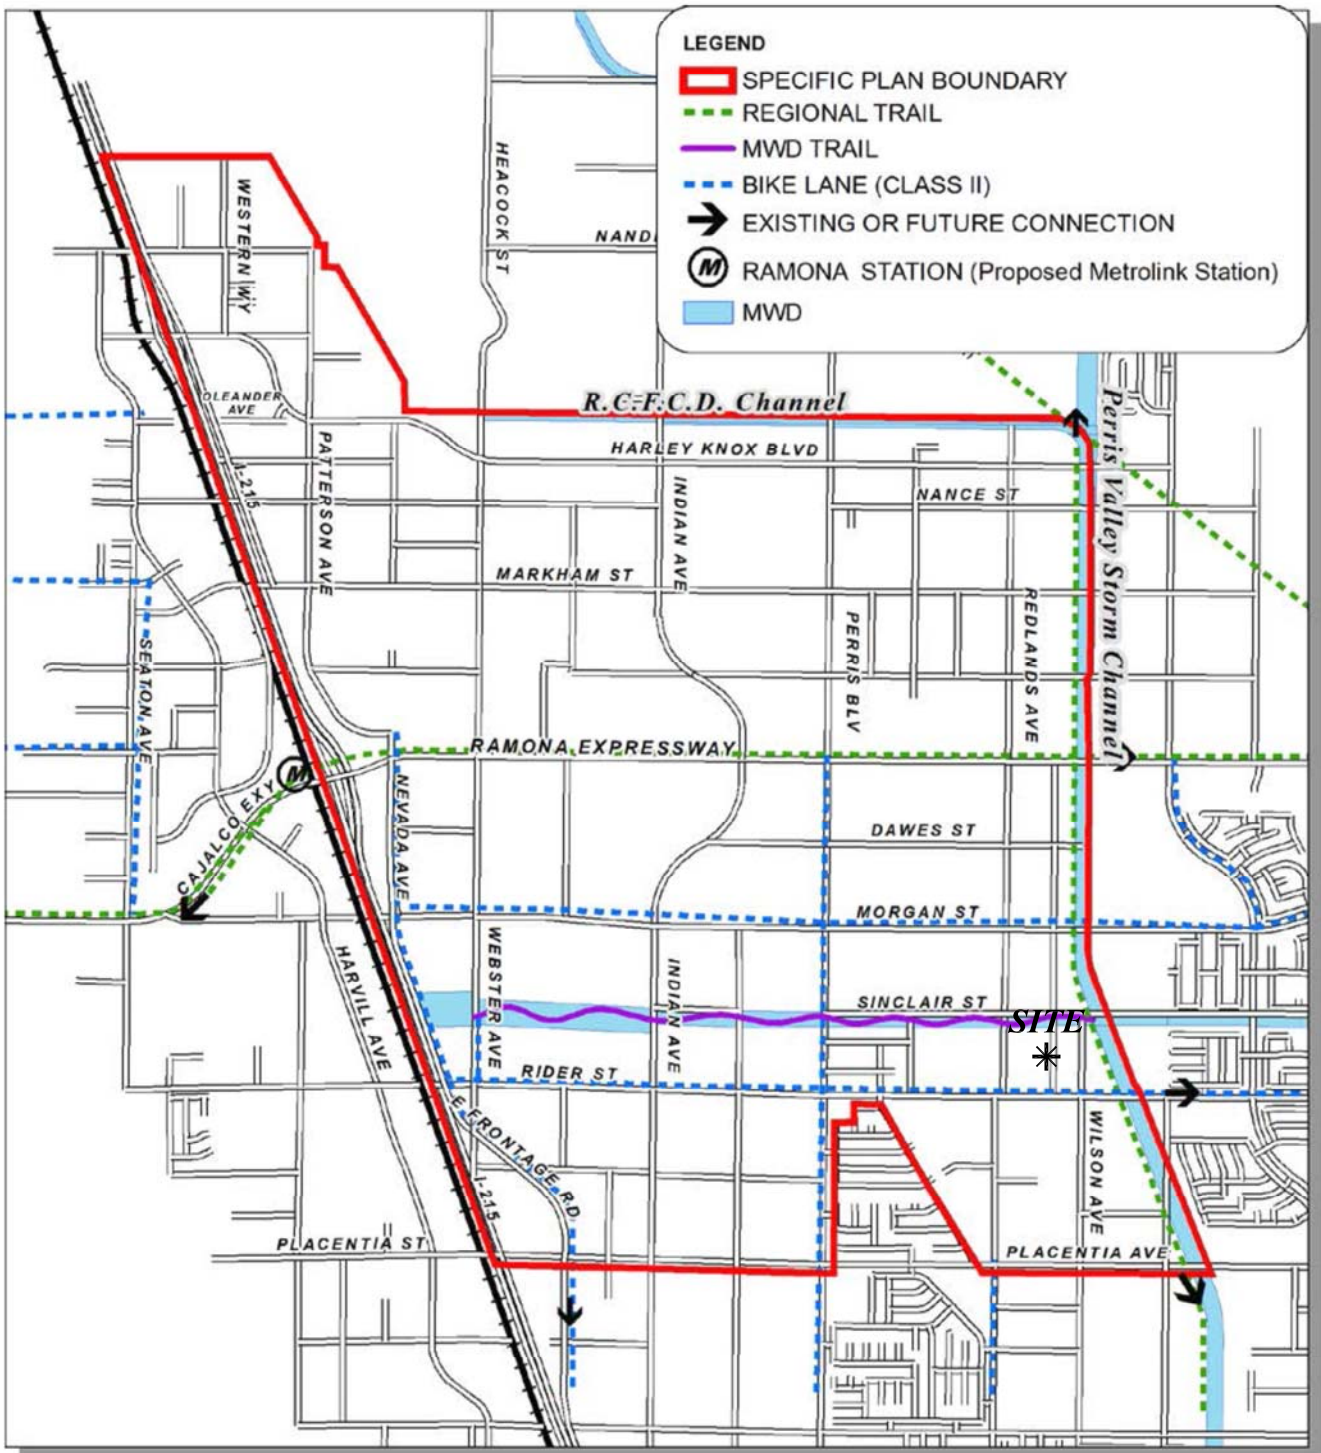 LEGEND
SPECIFIC PLAN BOUNDARY
REGIONAL TRAIL
MWD TRAIL
BIKE LANE (CLASS II)
EXISTING OR FUTURE CONNECTION
M RAMONA STATION (Proposed Metrolink Station)
MWD
HEACOCK ST
WESTERN WY
NANDI
OLEANDER
AVE
R.C.F.C.D. Channel
Perris Valley Storm Channel
HARLEY KNOX BLVD
I-215
PATTERSON AVE
INDIAN AVE
NANCE ST
MARKHAM ST
REDLANDS AVE
PERRIS BLV
SEATON AVE
RAMONA EXPRESSWAY
M
CAJALCO EXY
NEVADA AVE
DAWES ST
MORGAN ST
HARVILL AVE
WEBSTER AVE
INDIAN AVE
SINCLAIR ST
SITE
RIDER ST
E FRONTAGE RD
WILSON AVE
I-215
PLACENTIA ST
PLACENTIA AVE